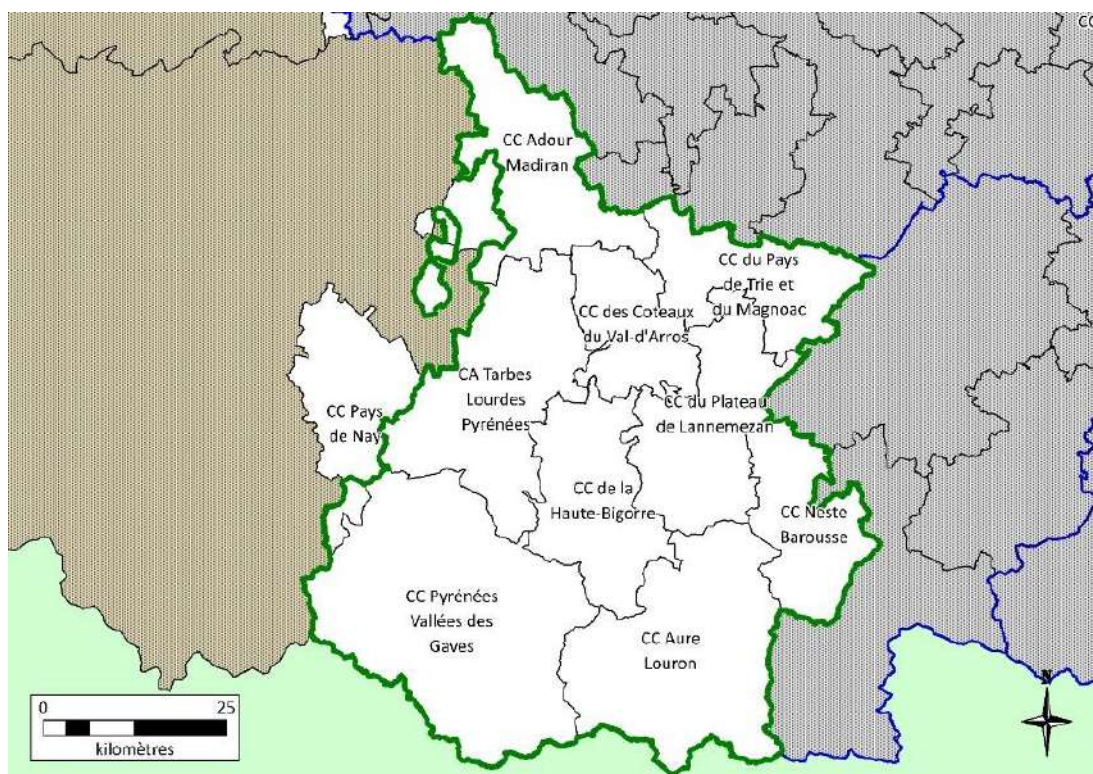 CC
CC Adour
Madiran
CC du Pays
de Trie et
du Magnoac
CC des Coteaux
du Val-d'Arros
CA Tarbes
Lourdes
Pyrénées
CC Pays
de Nay
CC du Plateau
de Lannemezan
CC de la
Haute-Bigorre
CC Neste
Barousse
CC Pyrénées
Vallées des
Gaves
CC Aure
Louron
0 25
kilomètres
N